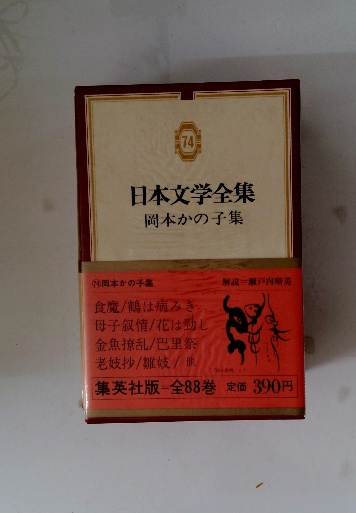 74
日本文学全集
岡本かの子集
74岡本かの子集
解説=瀬戸内晴美
食魔/鶴は病みき
母子叙情/花は勁し
金魚撩乱/巴里祭
老妓抄/雛妓/他
集英社版=全88巻 定価 390円